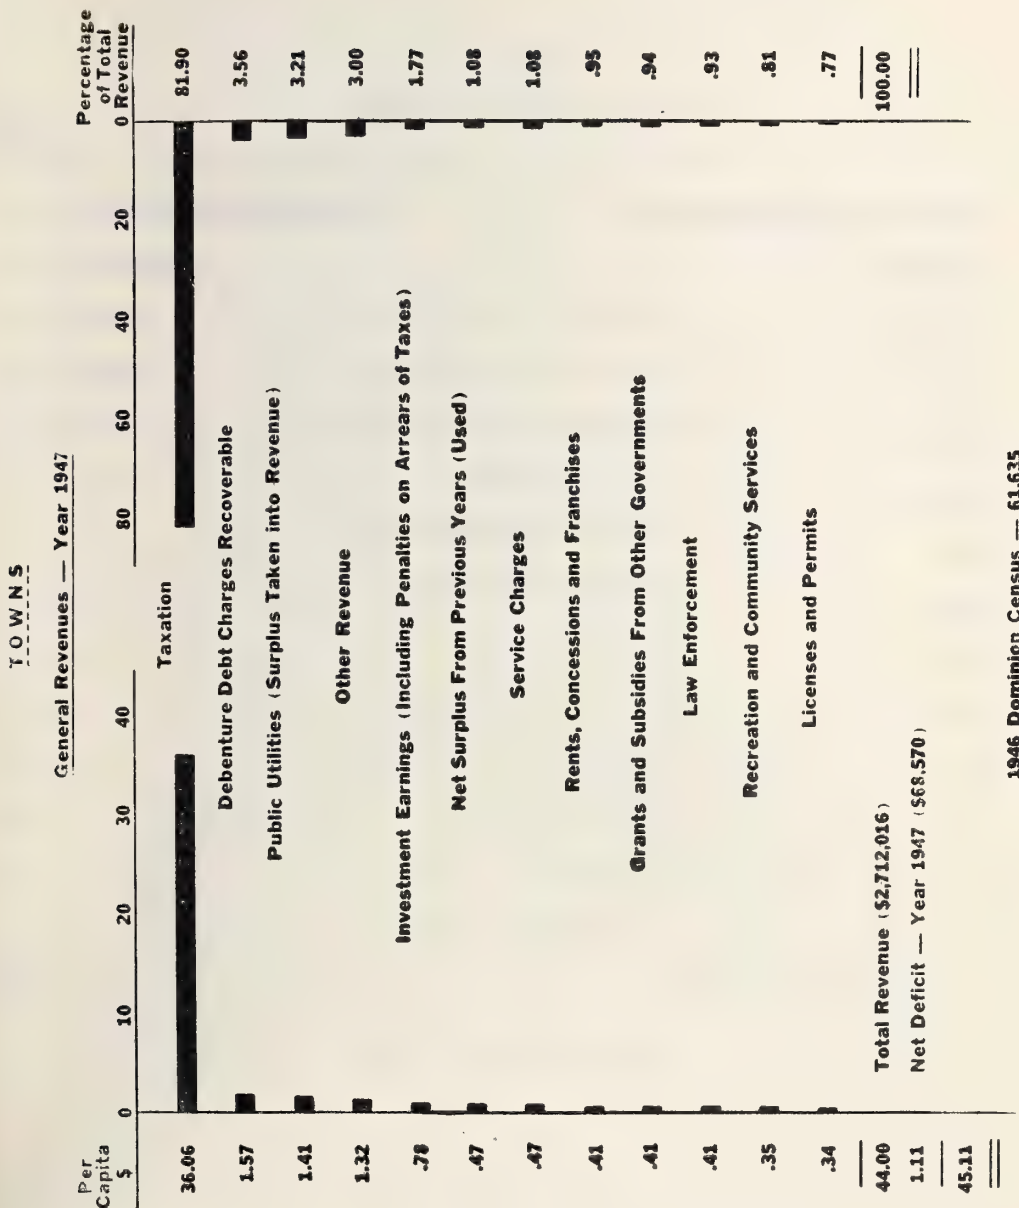 TOWNS
General Revenues — Year 1947
Per
Capita
$
0 10 20 30 40
80 60 40 20 0
Percentage
of Total
Revenue
36.06 Taxation 81.90
1.57 Debenture Debt Charges Recoverable 3.56
1.41 Public Utilities (Surplus Taken into Revenue) 3.21
1.32 Other Revenue 3.00
.78 Investment Earnings (Including Penalties on Arrears of Taxes) 1.77
.47 Net Surplus From Previous Years (Used) 1.08
.47 Service Charges 1.08
.41 Rents, Concessions and Franchises .95
.41 Grants and Subsidies From Other Governments .94
.41 Law Enforcement .93
.35 Recreation and Community Services .81
.34 Licenses and Permits .77
44.00 Total Revenue ($2,712,016) 100.00
1.11 Net Deficit — Year 1947 ($68,570)
45.11
1946 Dominion Census — 61,635